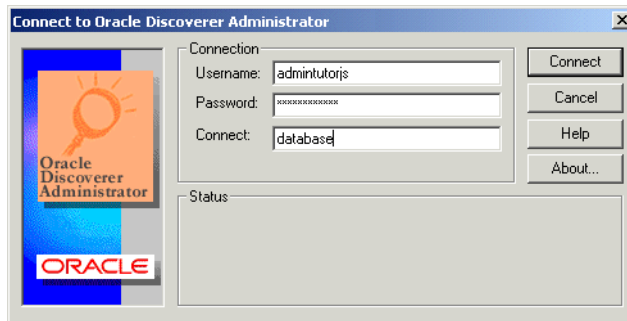 Connect to Oracle Discoverer Administrator
Connection
Username: admintutorjs
Password: ************
Connect: database
Connect
Cancel
Help
About...
Oracle
Discoverer
Administrator
ORACLE
Status